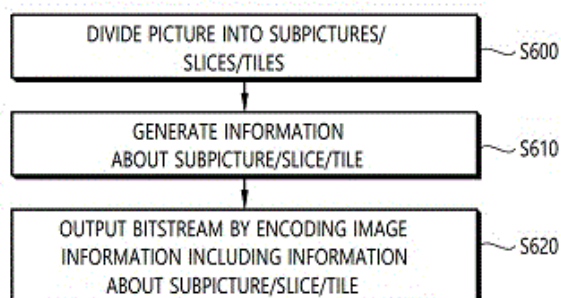 DIVIDE PICTURE INTO SUBPICTURES/
SLICES/TILES
S600
GENERATE INFORMATION
ABOUT SUBPICTURE/SLICE/TILE
S610
OUTPUT BITSTREAM BY ENCODING IMAGE
INFORMATION INCLUDING INFORMATION
ABOUT SUBPICTURE/SLICE/TILE
S620